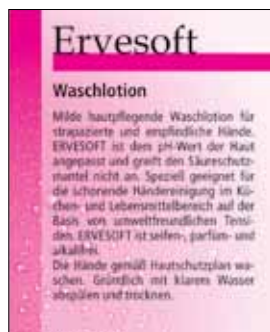 Ervesoft
Waschlotion
Milde hautpflegende Waschlotion für
strapazierte und empfindliche Hände.
ERVESOFT ist dem pH-Wert der Haut
angepasst und greift den Säureschutz-
mantel nicht an. Speziell geeignet für
die schonende Händereinigung im Kü-
chen- und Lebensmittelbereich auf der
Basis von umweltfreundlichen Tensi-
den. ERVESOFT ist seifen-, parfüm- und
alkalifrei.
Die Hände gemäß Hautschutzplan wa-
schen. Gründlich mit klarem Wasser
abspülen und trocknen.